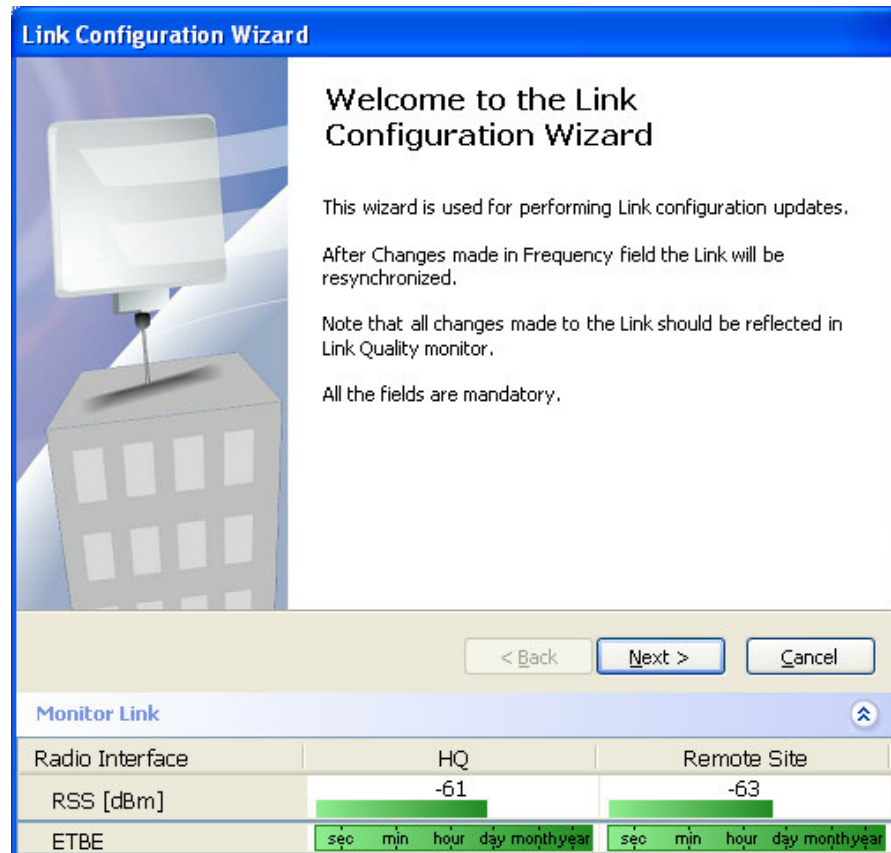 Link Configuration Wizard
Welcome to the Link
Configuration Wizard
This wizard is used for performing Link configuration updates.
After Changes made in Frequency field the Link will be
resynchronized.
Note that all changes made to the Link should be reflected in
Link Quality monitor.
All the fields are mandatory.
< Back Next > Cancel
Monitor Link
Radio Interface HQ Remote Site
RSS [dBm] -61 -63
ETBE sec min hour day month year sec min hour day month year